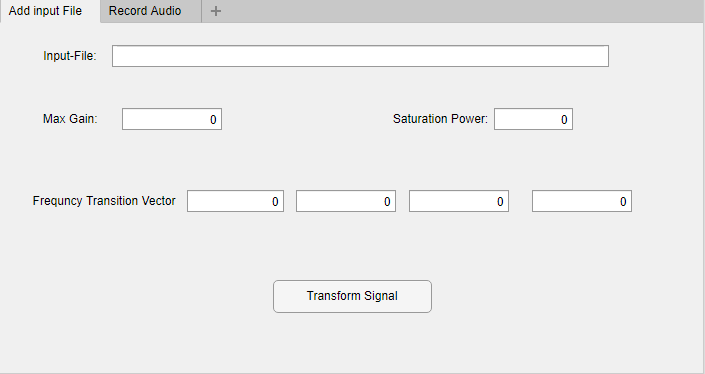 Add input File Record Audio +
Input-File:
Max Gain: 0 Saturation Power: 0
Frequncy Transition Vector 0 0 0 0
Transform Signal